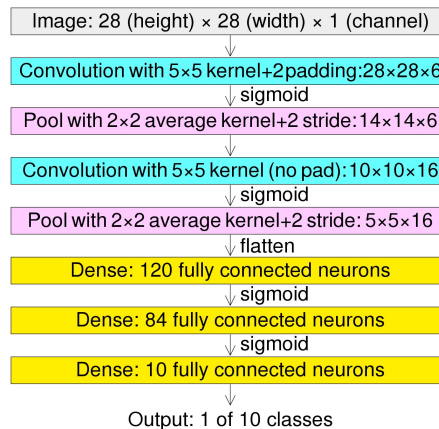 Image: 28 (height) × 28 (width) × 1 (channel)
Convolution with 5×5 kernel+2padding:28×28×6
sigmoid
Pool with 2×2 average kernel+2 stride:14×14×6
Convolution with 5×5 kernel (no pad):10×10×16
sigmoid
Pool with 2×2 average kernel+2 stride: 5×5×16
flatten
Dense: 120 fully connected neurons
sigmoid
Dense: 84 fully connected neurons
sigmoid
Dense: 10 fully connected neurons
Output: 1 of 10 classes